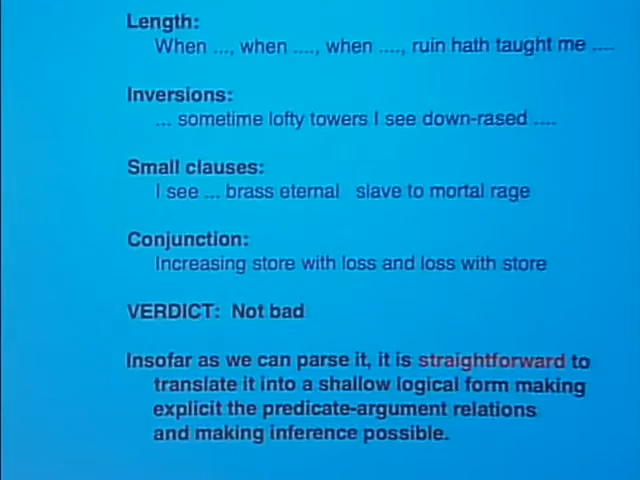 Length:
When ..., when ...., when ...., ruin hath taught me ....
Inversions:
... sometime lofty towers I see down-rased ....
Small clauses:
I see ... brass eternal slave to mortal rage
Conjunction:
Increasing store with loss and loss with store
VERDICT: Not bad
Insofar as we can parse it, it is straightforward to
translate it into a shallow logical form making
explicit the predicate-argument relations
and making inference possible.